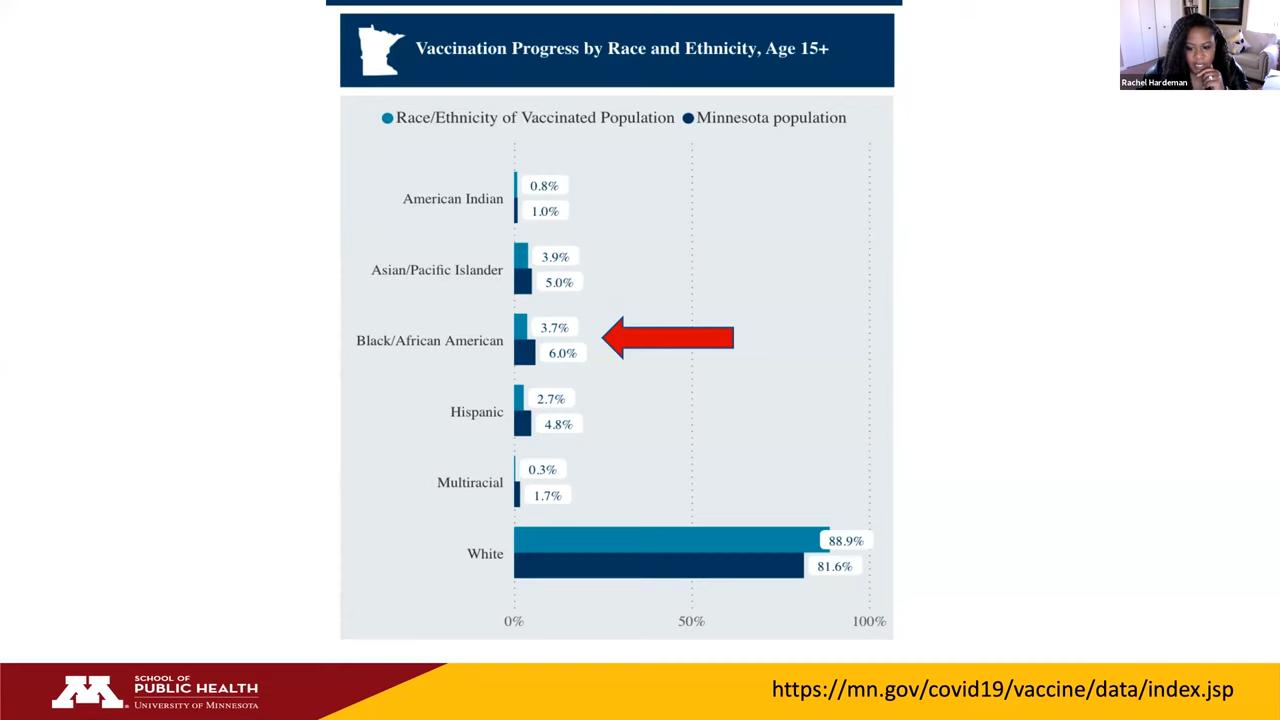 Vaccination Progress by Race and Ethnicity, Age 15+
Rachel Hardeman
Race/Ethnicity of Vaccinated Population Minnesota population
American Indian
0.8%
1.0%
Asian/Pacific Islander
3.9%
5.0%
Black/African American
3.7%
6.0%
Hispanic
2.7%
4.8%
Multiracial
0.3%
1.7%
White
88.9%
81.6%
0% 50% 100%
M
SCHOOL OF
PUBLIC HEALTH
UNIVERSITY OF MINNESOTA
https://mn.gov/covid19/vaccine/data/index.jsp